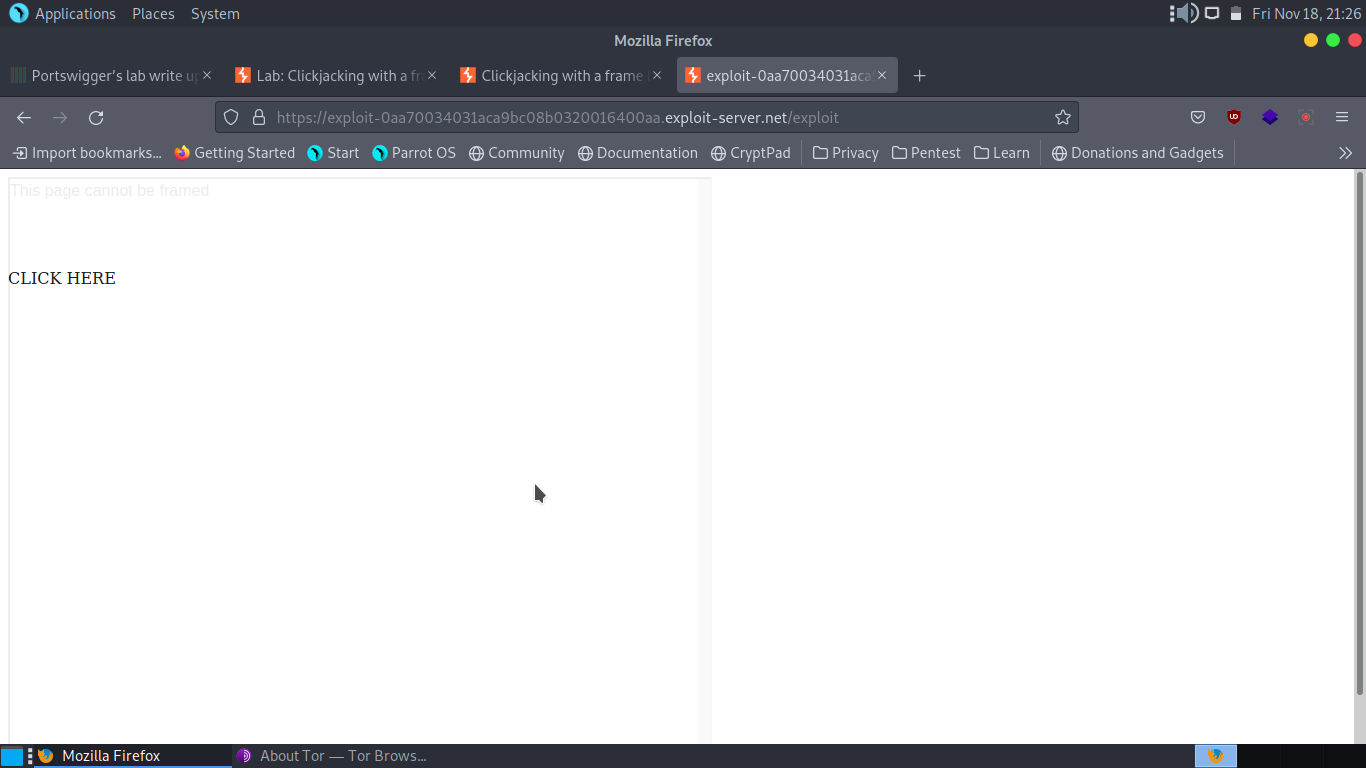 Applications Places System Fri Nov 18, 21:26
Mozilla Firefox
Portswigger's lab write u Lab: Clickjacking with a fr Clickjacking with a frame exploit-0aa70034031aca
https://exploit-0aa70034031aca9bc08b0320016400aa.exploit-server.net/exploit
Import bookmarks... Getting Started Start Parrot OS Community Documentation CryptPad Privacy Pentest Learn Donations and Gadgets
This page cannot be framed
CLICK HERE
Mozilla Firefox About Tor — Tor Brows...